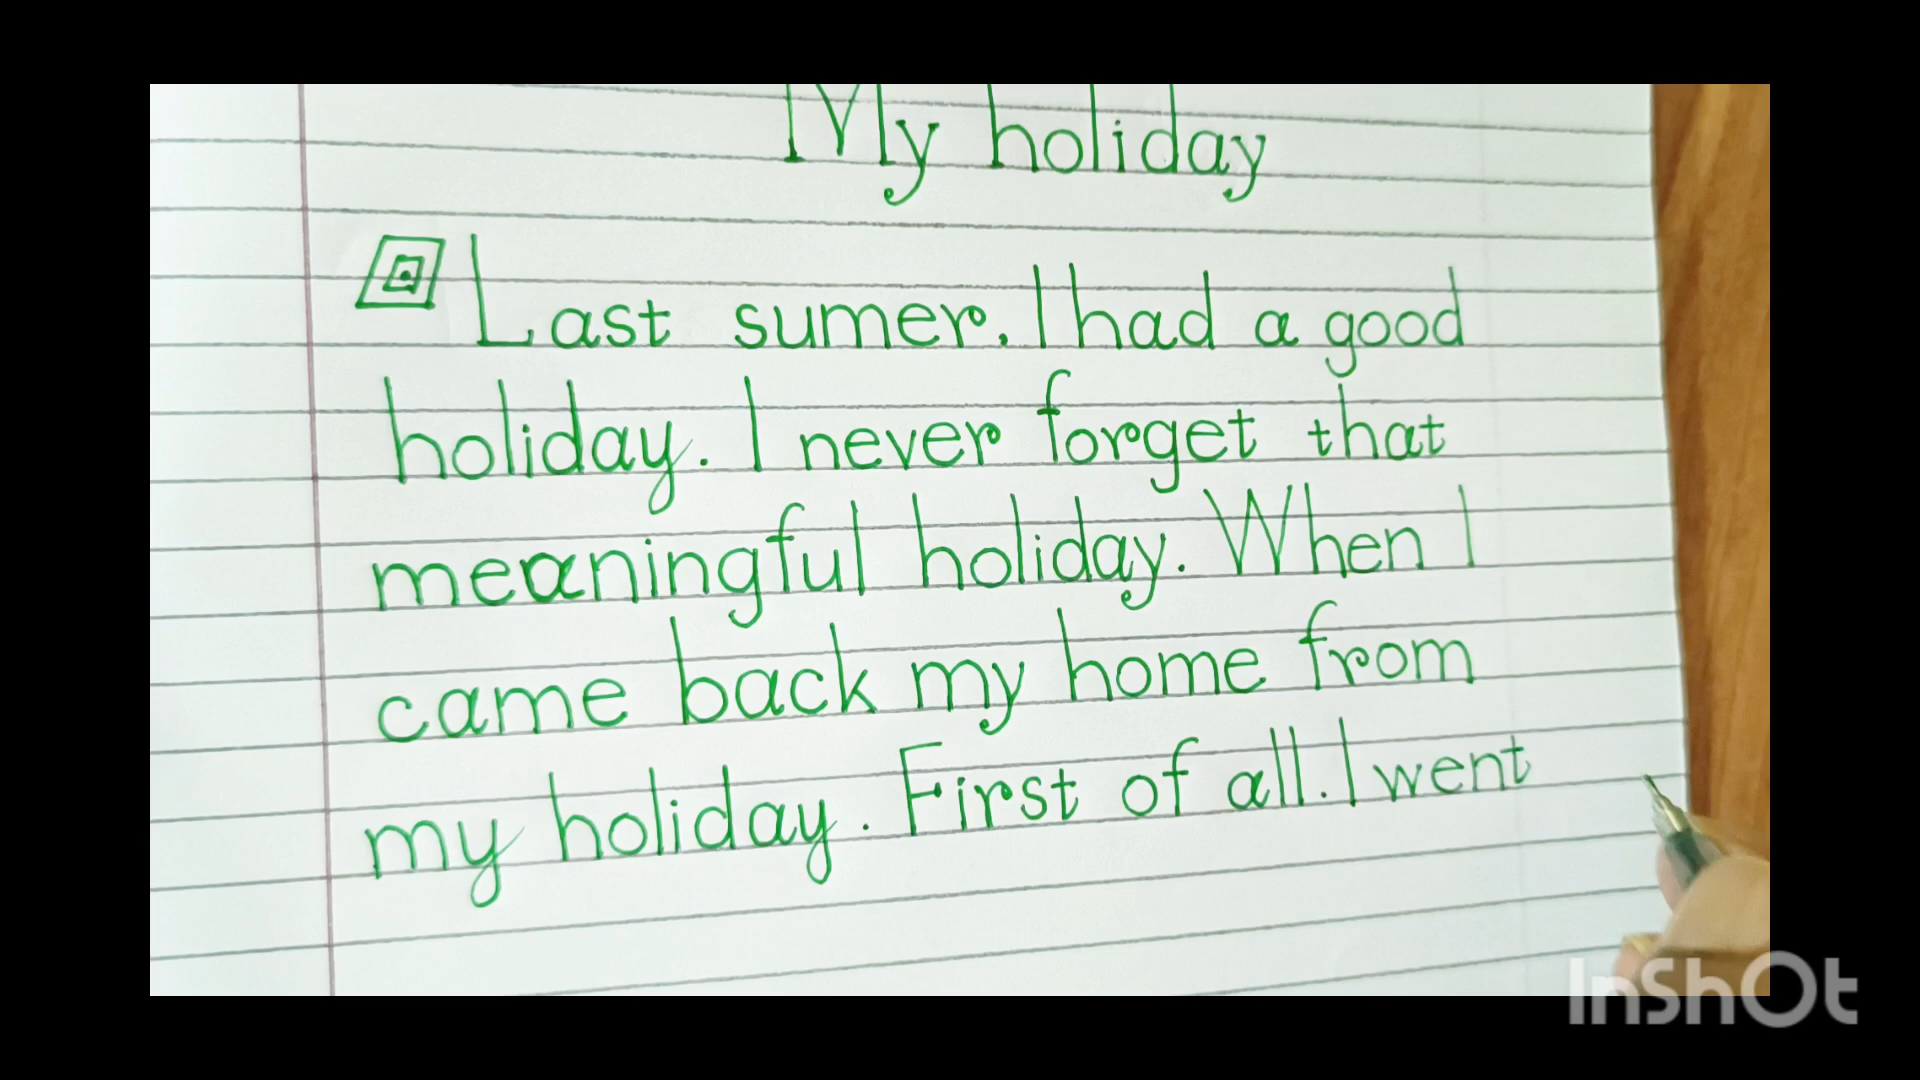 My holiday
Last sumer. I had a good
holiday. I never forget that
meaningful holiday. When I
came back my home from
my holiday. First of all. I went
InShOt